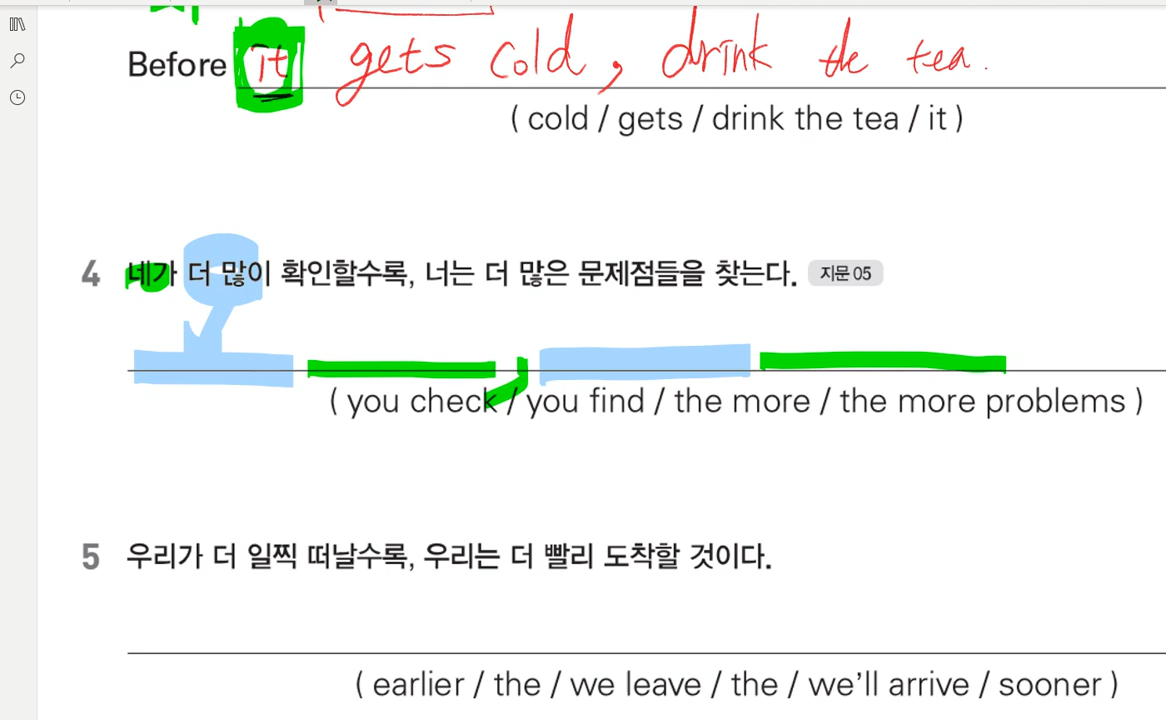 Before it gets cold, drink the tea.
( cold / gets / drink the tea / it )
4 네가 더 많이 확인할수록, 너는 더 많은 문제점들을 찾는다. 지문 05
( you check / you find / the more / the more problems )
5 우리가 더 일찍 떠날수록, 우리는 더 빨리 도착할 것이다.
( earlier / the / we leave / the / we’ll arrive / sooner )